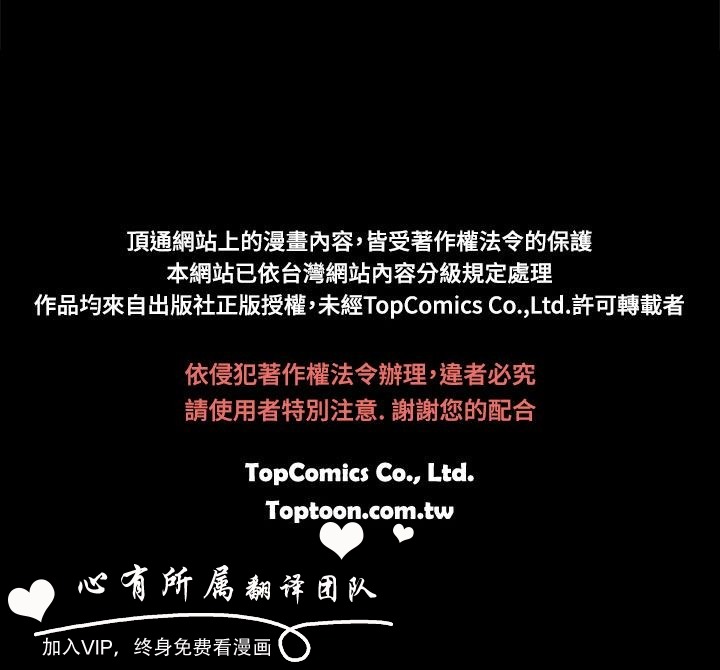 頂通網站上的漫畫內容,皆受著作權法令的保護
本網站已依台灣網站內容分級規定處理
作品均來自出版社正版授權,未經TopComics Co.,Ltd.許可轉載者
依侵犯著作權法令辦理,違者必究
請使用者特別注意. 謝謝您的配合
TopComics Co., Ltd.
Toptoon.com.tw
心有所属翻译团队
加入VIP，终身免费看漫画